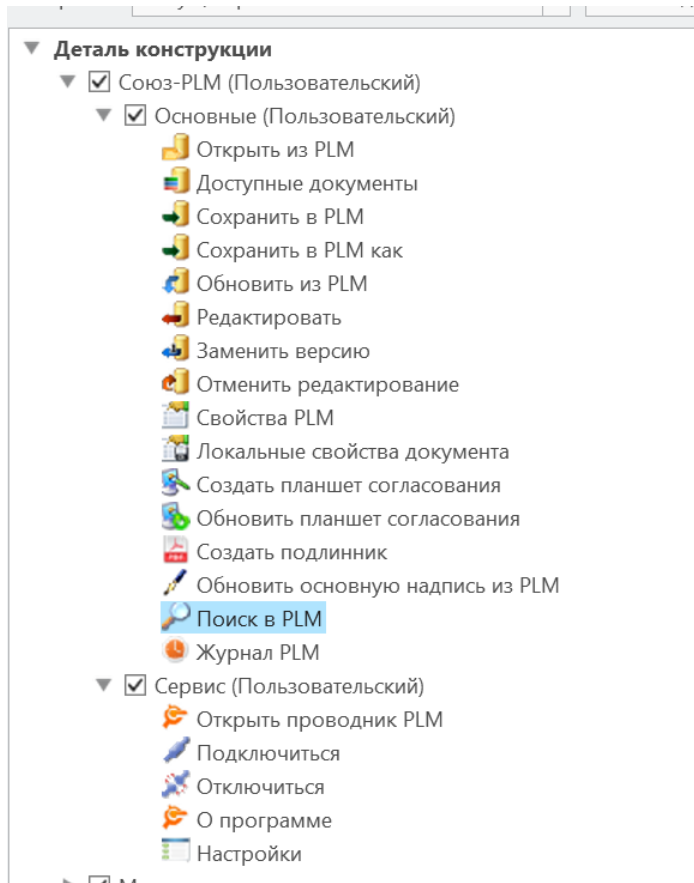 Деталь конструкции
Союз-PLM (Пользовательский)
Основные (Пользовательский)
Открыть из PLM
Доступные документы
Сохранить в PLM
Сохранить в PLM как
Обновить из PLM
Редактировать
Заменить версию
Отменить редактирование
Свойства PLM
Локальные свойства документа
Создать планшет согласования
Обновить планшет согласования
Создать подлинник
Обновить основную надпись из PLM
Поиск в PLM
Журнал PLM
Сервис (Пользовательский)
Открыть проводник PLM
Подключиться
Отключиться
О программе
Настройки